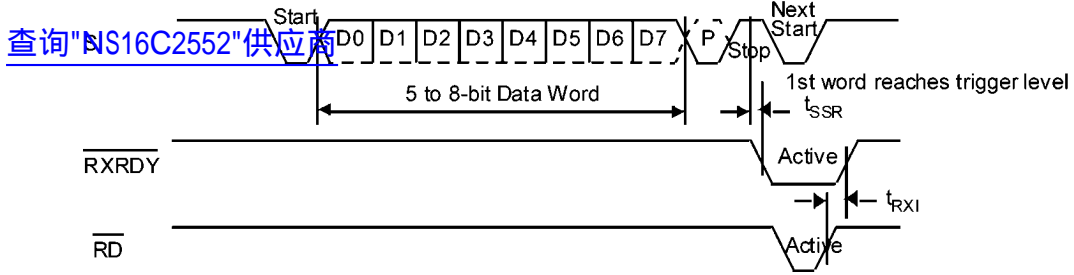 Start
Next
Start
查询"NS16C2552"供应商
D0 D1 D2 D3 D4 D5 D6 D7 P
Stop
5 to 8-bit Data Word
1st word reaches trigger level
tSSR
RXRDY
Active
tRXI
RD
Active